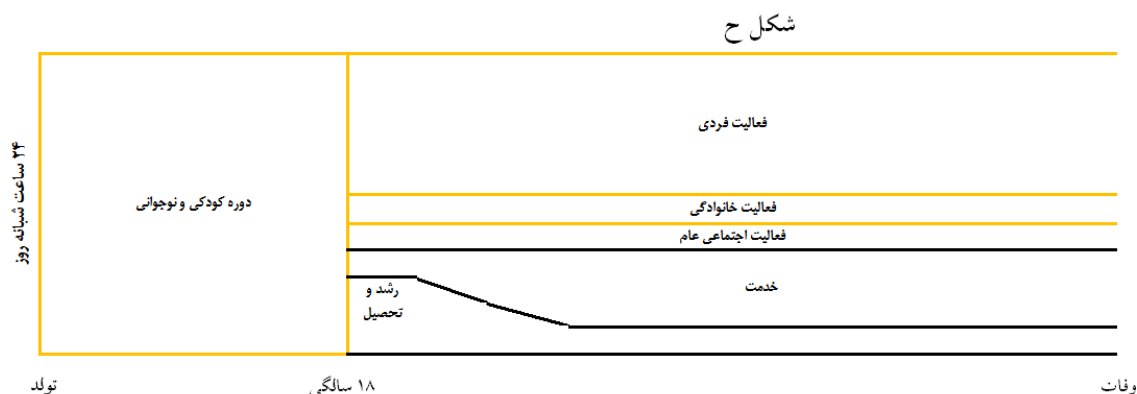 شکل ح
فعالیت فردی
۲۴ ساعت شبانه روز
دوره کودکی و نوجوانی
فعالیت خانوادگی
فعالیت اجتماعی عام
خدمت
رشد و
تحصیل
تولد
۱۸ سالگی
وفات